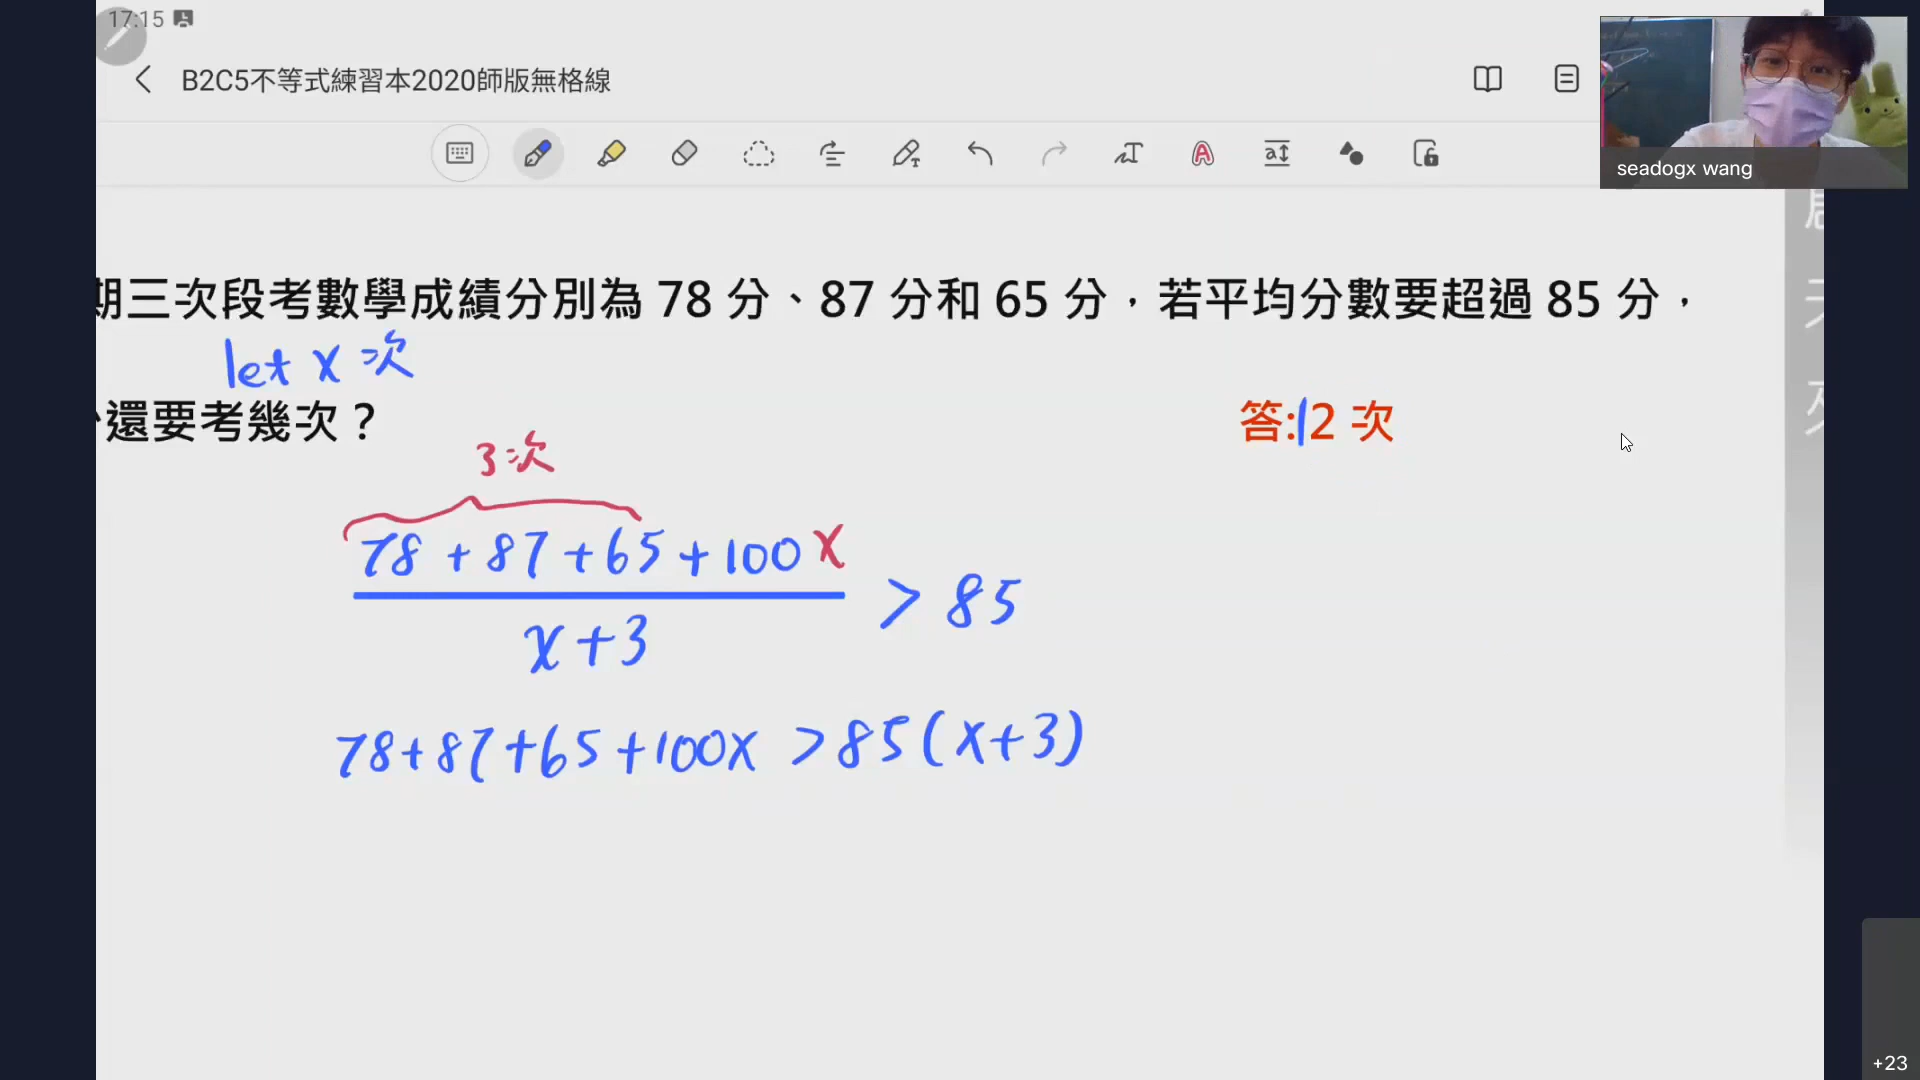 17:15
B2C5不等式練習本2020師版無格線
seadogx wang
期三次段考數學成績分別為 78 分、87 分和 65 分，若平均分數要超過 85 分，
let x 次
還要考幾次？
答:12 次
3次
78+87+65+100x
> 85
x+3
78+87+65+100x >85(x+3)
+23